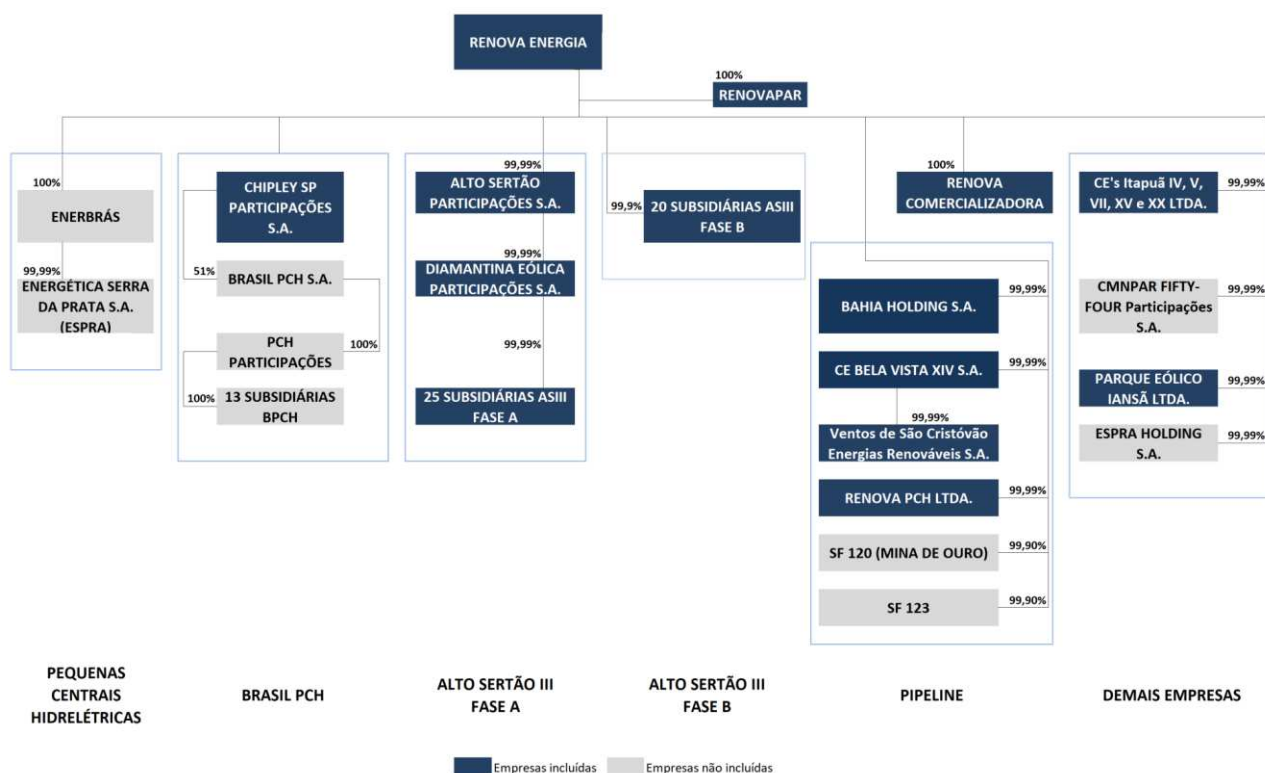 RENOVA ENERGIA
100%
RENOVAPAR
100%
ENERBRÁS
99,99%
ENERGÉTICA SERRA
DA PRATA S.A.
(ESPRA)
CHIPLEY SP
PARTICIPAÇÕES
S.A.
51%
BRASIL PCH S.A.
PCH
PARTICIPAÇÕES
100%
100%
13 SUBSIDIÁRIAS
BPCH
99,99%
ALTO SERTÃO
PARTICIPAÇÕES S.A.
99,99%
DIAMANTINA EÓLICA
PARTICIPAÇÕES S.A.
99,99%
25 SUBSIDIÁRIAS ASIII
FASE A
99,9%
20 SUBSIDIÁRIAS ASIII
FASE B
100%
RENOVA
COMERCIALIZADORA
BAHIA HOLDING S.A.
99,99%
CE BELA VISTA XIV S.A.
99,99%
99,99%
Ventos de São Cristóvão
Energias Renováveis S.A.
RENOVA PCH LTDA.
99,99%
SF 120 (MINA DE OURO)
99,90%
SF 123
99,90%
CE's Itapuã IV, V,
VII, XV e XX LTDA.
99,99%
CMNPAR FIFTY-
FOUR Participações
S.A.
99,99%
PARQUE EÓLICO
IANSÃ LTDA.
99,99%
ESPRA HOLDING
S.A.
99,99%
PEQUENAS
CENTRAIS
HIDRELÉTRICAS
BRASIL PCH
ALTO SERTÃO III
FASE A
ALTO SERTÃO III
FASE B
PIPELINE
DEMAIS EMPRESAS
Empresas incluídas
Empresas não incluídas